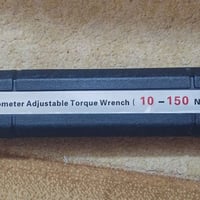 ometer Adjustable Torque Wrench ( 10 – 150 N